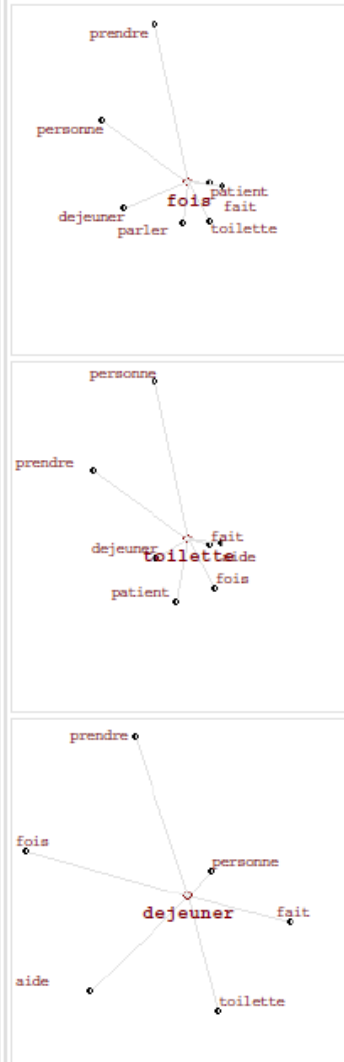 prendre
personne
patient
fois
fait
dejeuner
parler
toilette
personne
prendre
fait
dejeuner
toilette
aide
fois
patient
prendre
fois
personne
dejeuner
fait
aide
toilette